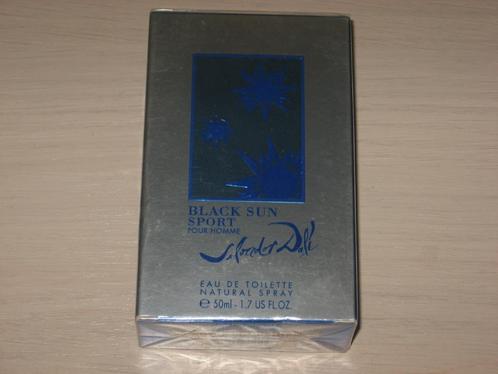 BLACK SUN
SPORT
POUR HOMME
Salvador Dali
EAU DE TOILETTE
NATURAL SPRAY
℮ 50ml - 1.7 US FL.OZ.